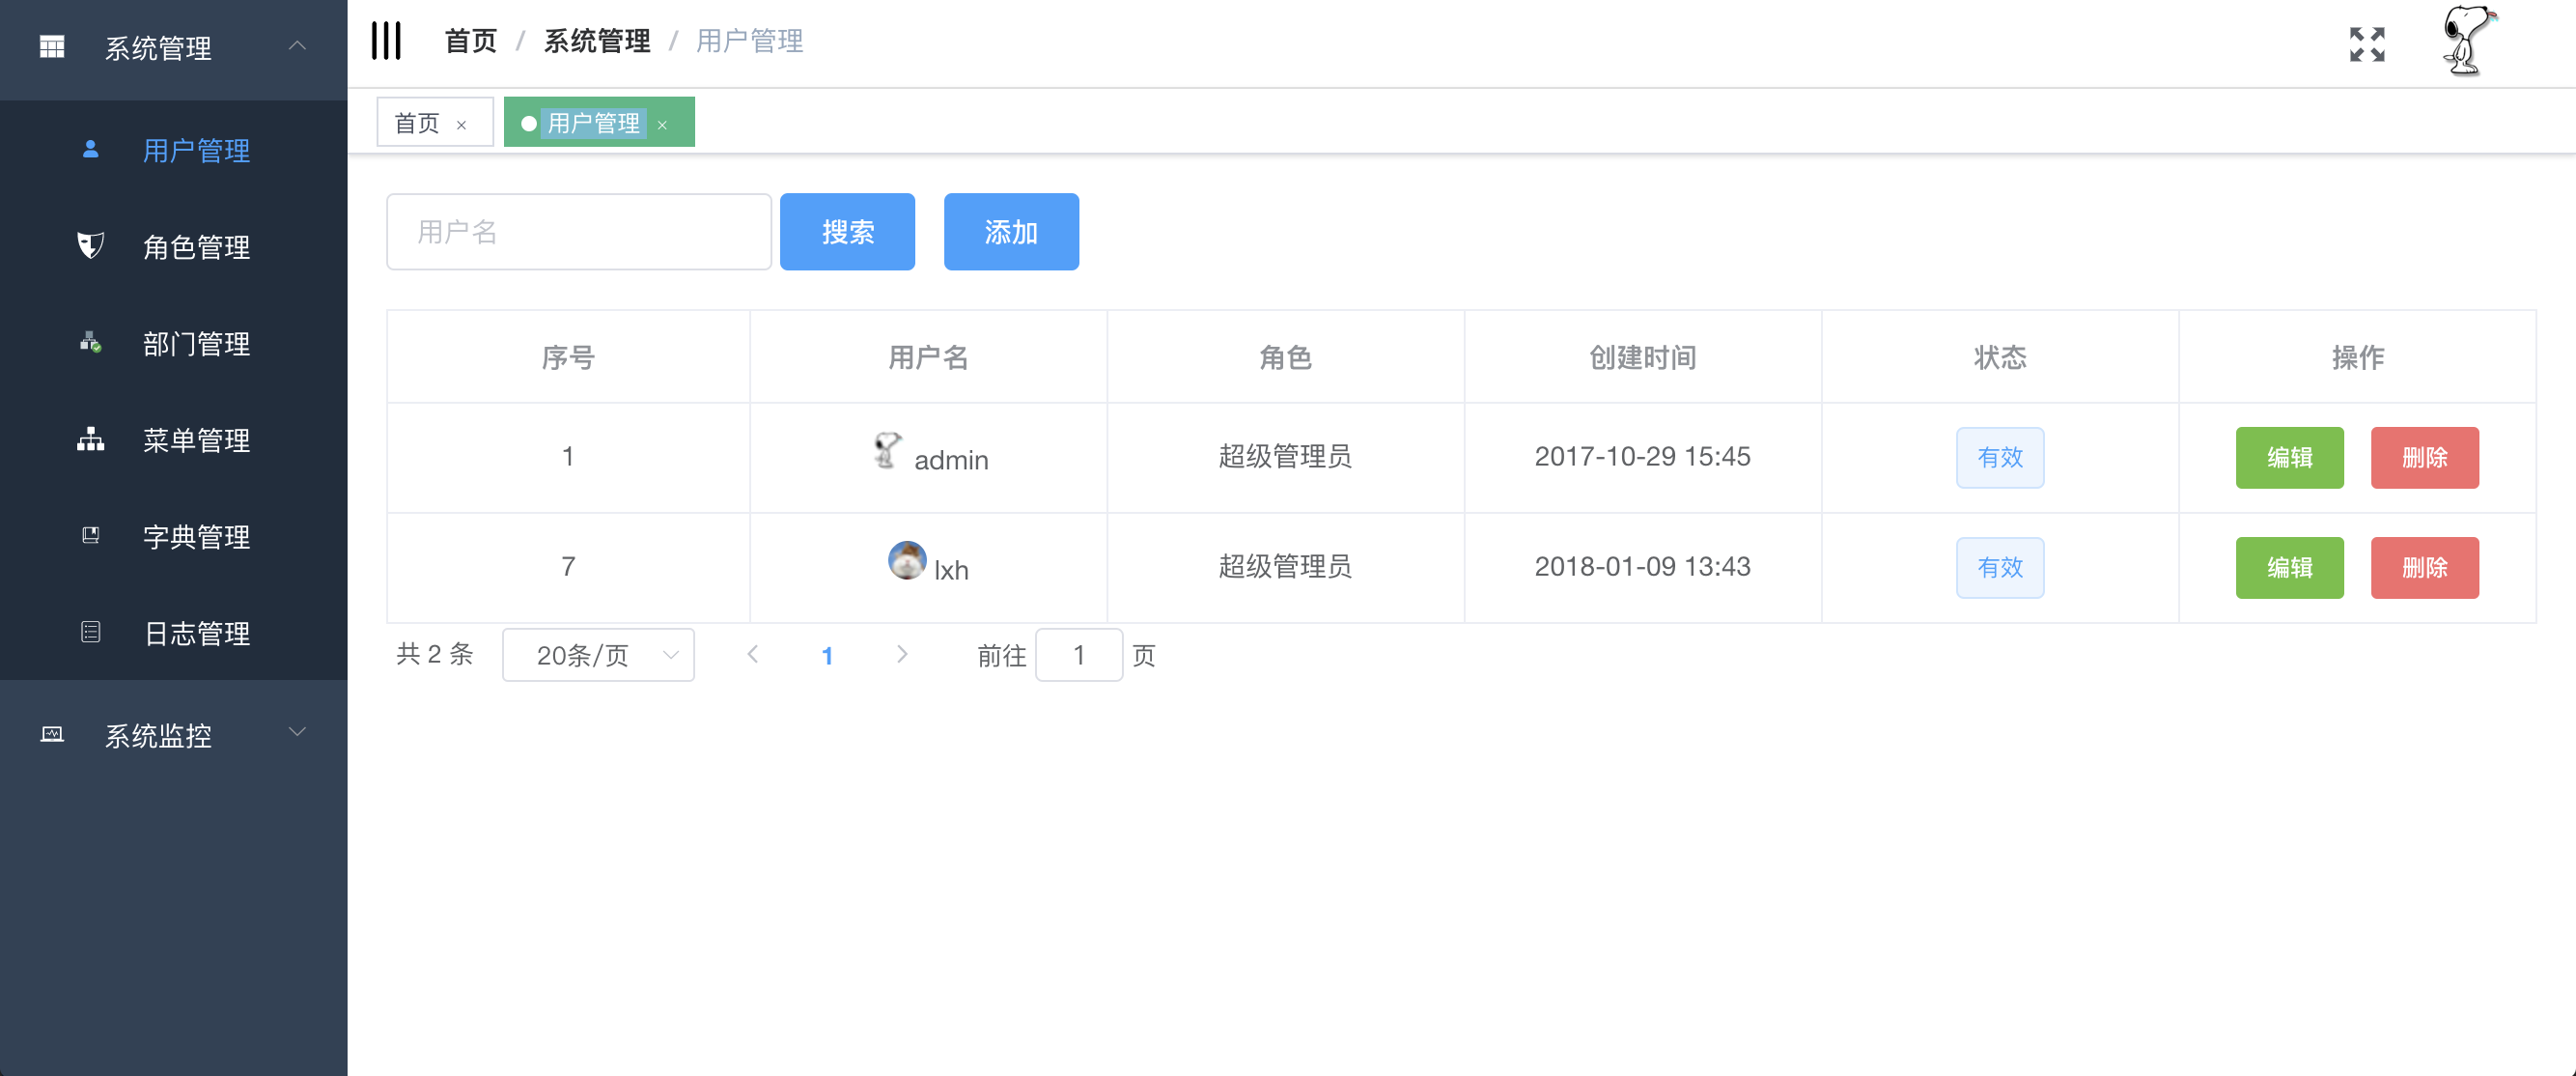 系统管理
用户管理
角色管理
部门管理
菜单管理
字典管理
日志管理
系统监控
首页 / 系统管理 / 用户管理
首页 × 用户管理 ×
用户名 搜索 添加
序号 用户名 角色 创建时间 状态 操作
1 admin 超级管理员 2017-10-29 15:45 有效 编辑 删除
7 lxh 超级管理员 2018-01-09 13:43 有效 编辑 删除
共 2 条 20条/页 1 前往 1 页